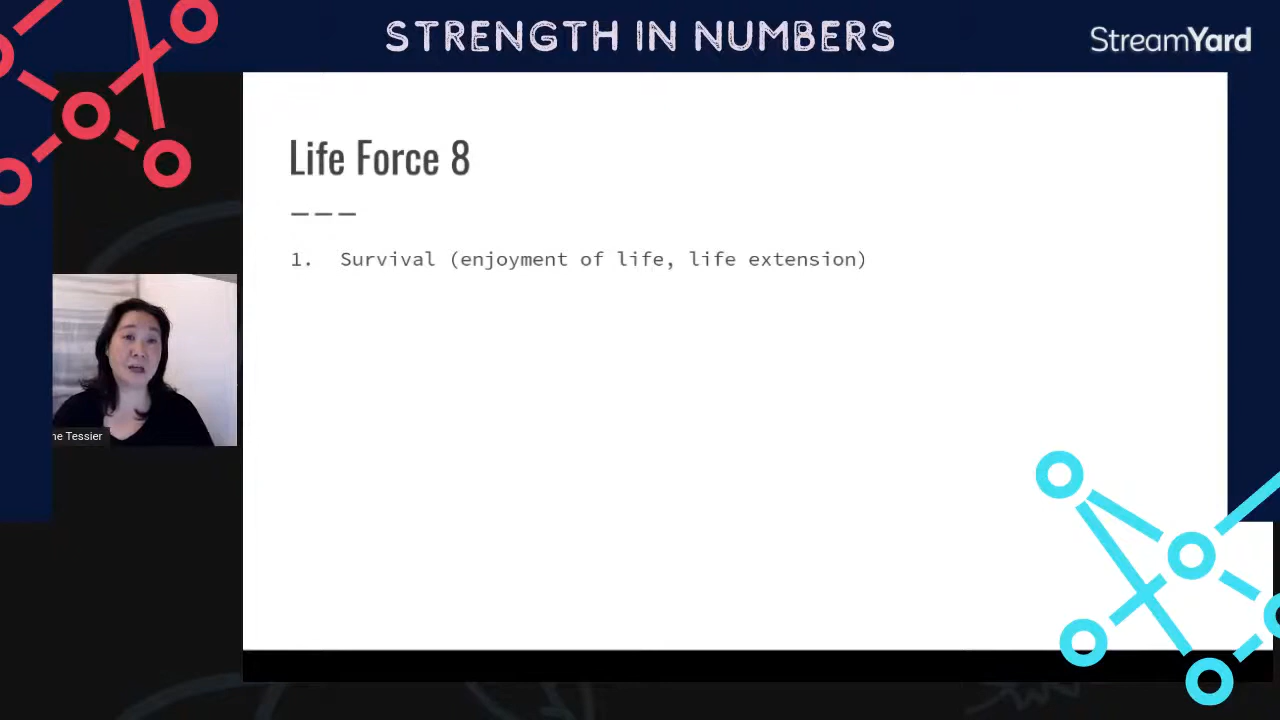 STRENGTH IN NUMBERS
StreamYard
Life Force 8
1. Survival (enjoyment of life, life extension)
Tessier